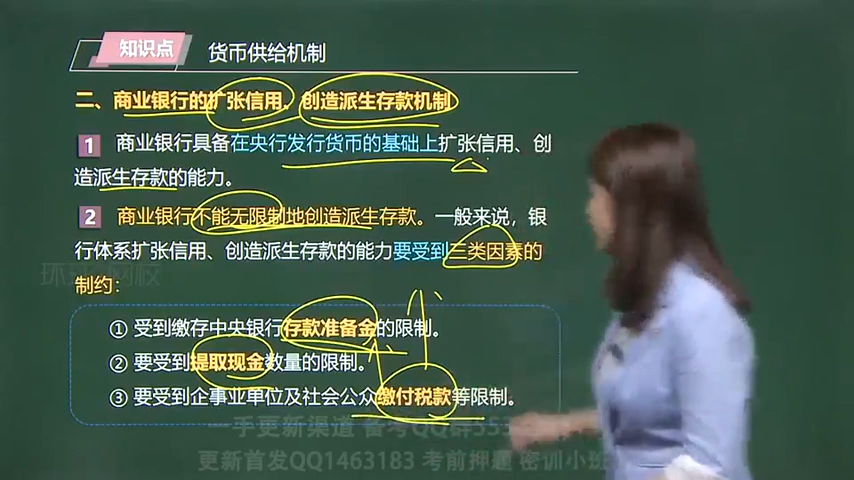 知识点
货币供给机制
二、商业银行的扩张信用、创造派生存款机制
1 商业银行具备在央行发行货币的基础上扩张信用、创
造派生存款的能力。
2 商业银行不能无限制地创造派生存款。一般来说，银
行体系扩张信用、创造派生存款的能力要受到三类因素的
制约：
① 受到缴存中央银行存款准备金的限制。
② 要受到提取现金数量的限制。
③ 要受到企事业单位及社会公众缴付税款等限制。
一手更新渠道 备考QQ群
更新首发QQ1463183 考前押题 密训小班